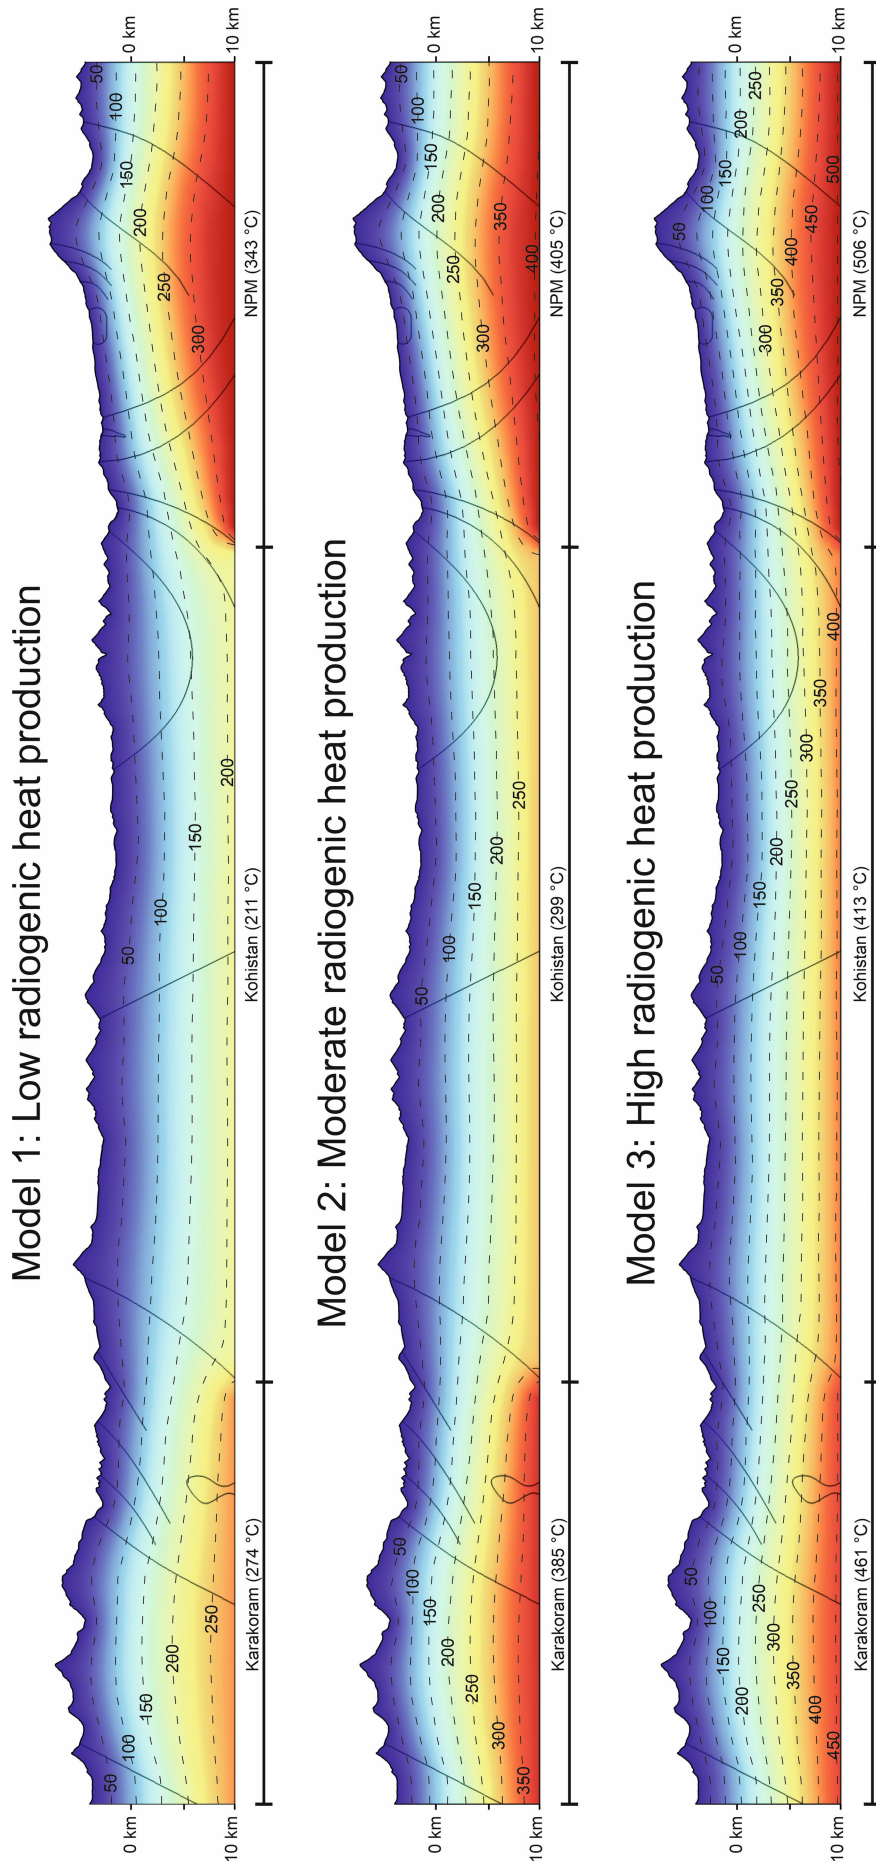 Model 1: Low radiogenic heat production
0 km
10 km
50
100
150
200
250
50
100
150
200
50
100
150
200
250
300
0 km
10 km
Karakoram (274 °C)
Kohistan (211 °C)
NPM (343 °C)
Model 2: Moderate radiogenic heat production
0 km
10 km
50
100
150
200
250
300
350
50
100
150
200
250
50
100
150
200
250
300
350
400
0 km
10 km
Karakoram (385 °C)
Kohistan (299 °C)
NPM (405 °C)
Model 3: High radiogenic heat production
0 km
10 km
50
100
150
200
250
300
350
400
450
50
100
150
200
250
300
350
400
50
100
150
200
250
300
350
400
450
500
0 km
10 km
Karakoram (461 °C)
Kohistan (413 °C)
NPM (506 °C)